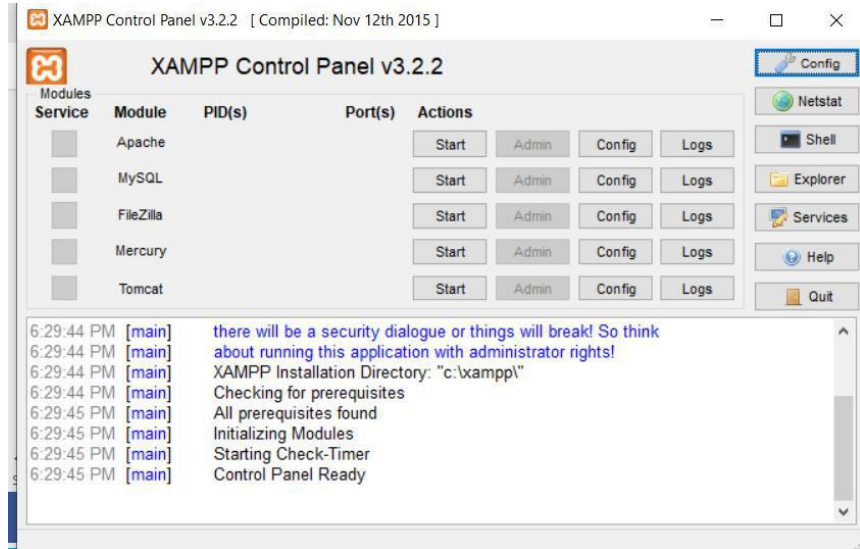 XAMPP Control Panel v3.2.2 [ Compiled: Nov 12th 2015 ]
XAMPP Control Panel v3.2.2
Config
Modules
Service Module PID(s) Port(s) Actions
Netstat
Apache Start Admin Config Logs
Shell
MySQL Start Admin Config Logs
Explorer
FileZilla Start Admin Config Logs
Services
Mercury Start Admin Config Logs
Help
Tomcat Start Admin Config Logs
Quit
6:29:44 PM [main] there will be a security dialogue or things will break! So think
6:29:44 PM [main] about running this application with administrator rights!
6:29:44 PM [main] XAMPP Installation Directory: "c:\xampp\"
6:29:44 PM [main] Checking for prerequisites
6:29:45 PM [main] All prerequisites found
6:29:45 PM [main] Initializing Modules
6:29:45 PM [main] Starting Check-Timer
6:29:45 PM [main] Control Panel Ready